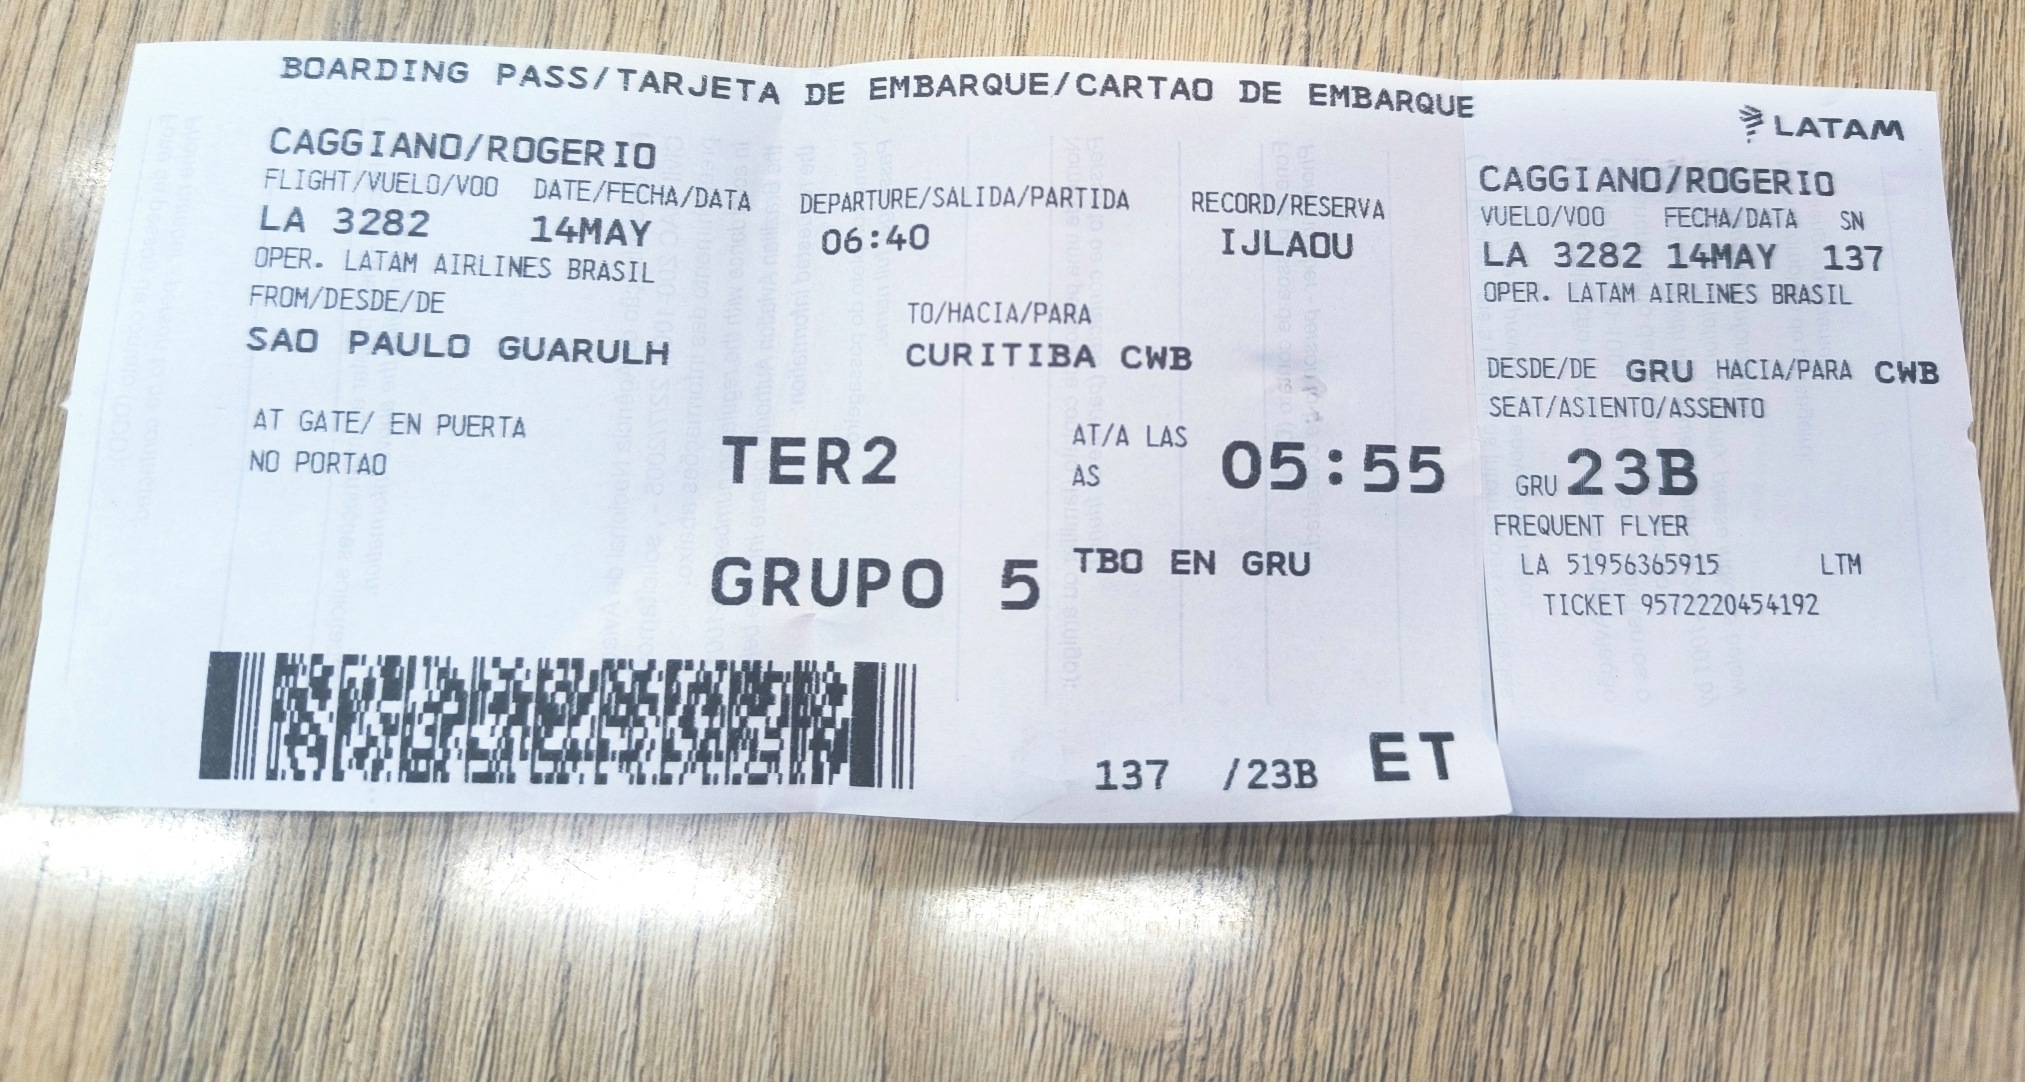 BOARDING PASS/TARJETA DE EMBARQUE/CARTAO DE EMBARQUE
CAGGIANO/ROGERIO
FLIGHT/VUELO/VOO DATE/FECHA/DATA DEPARTURE/SALIDA/PARTIDA RECORD/RESERVA
LA 3282 14MAY 06:40 IJLAOU
OPER. LATAM AIRLINES BRASIL
FROM/DESDE/DE TO/HACIA/PARA
SAO PAULO GUARULH CURITIBA CWB
AT GATE/ EN PUERTA TER2 AT/A LAS 05:55
NO PORTAO AS
GRUPO 5 TBO EN GRU
137 /23B ET
LATAM
CAGGIANO/ROGERIO
VUELO/VOO FECHA/DATA SN
LA 3282 14MAY 137
OPER. LATAM AIRLINES BRASIL
DESDE/DE GRU HACIA/PARA CWB
SEAT/ASIENTO/ASSENTO
GRU 23B
FREQUENT FLYER
LA 51956365915 LTM
TICKET 9572220454192